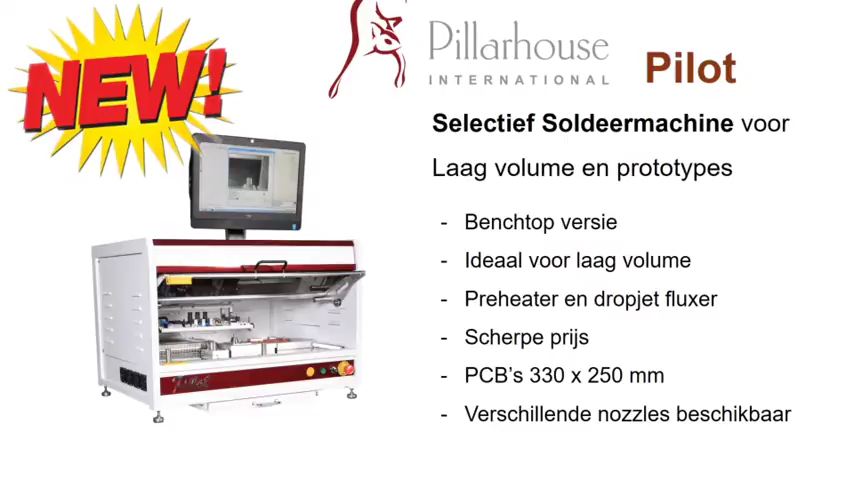 NEW!
Pillarhouse
INTERNATIONAL
Pilot
Selectief Soldeermachine voor
Laag volume en prototypes
- Benchtop versie
- Ideaal voor laag volume
- Preheater en dropjet fluxer
- Scherpe prijs
- PCB's 330 x 250 mm
- Verschillende nozzles beschikbaar